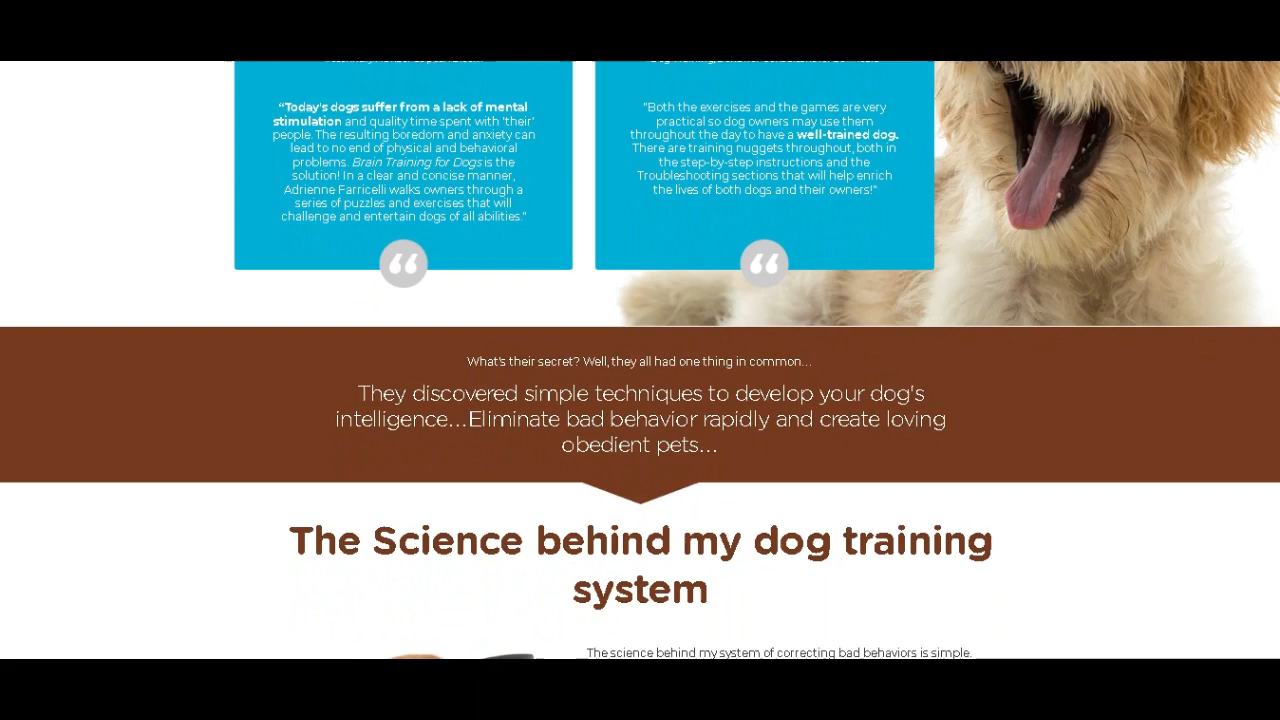 “Today's dogs suffer from a lack of mental
stimulation and quality time spent with 'their'
people. The resulting boredom and anxiety can
lead to no end of physical and behavioral
problems. Brain Training for Dogs is the
solution! In a clear and concise manner,
Adrienne Farricelli walks owners through a
series of puzzles and exercises that will
challenge and entertain dogs of all abilities."
"Both the exercises and the games are very
practical so dog owners may use them
throughout the day to have a well-trained dog.
There are training nuggets throughout, both in
the step-by-step instructions and the
Troubleshooting sections that will help enrich
the lives of both dogs and their owners!"
What's their secret? Well, they all had one thing in common...
They discovered simple techniques to develop your dog's
intelligence...Eliminate bad behavior rapidly and create loving
obedient pets...
The Science behind my dog training
system
The science behind my system of correcting bad behaviors is simple.